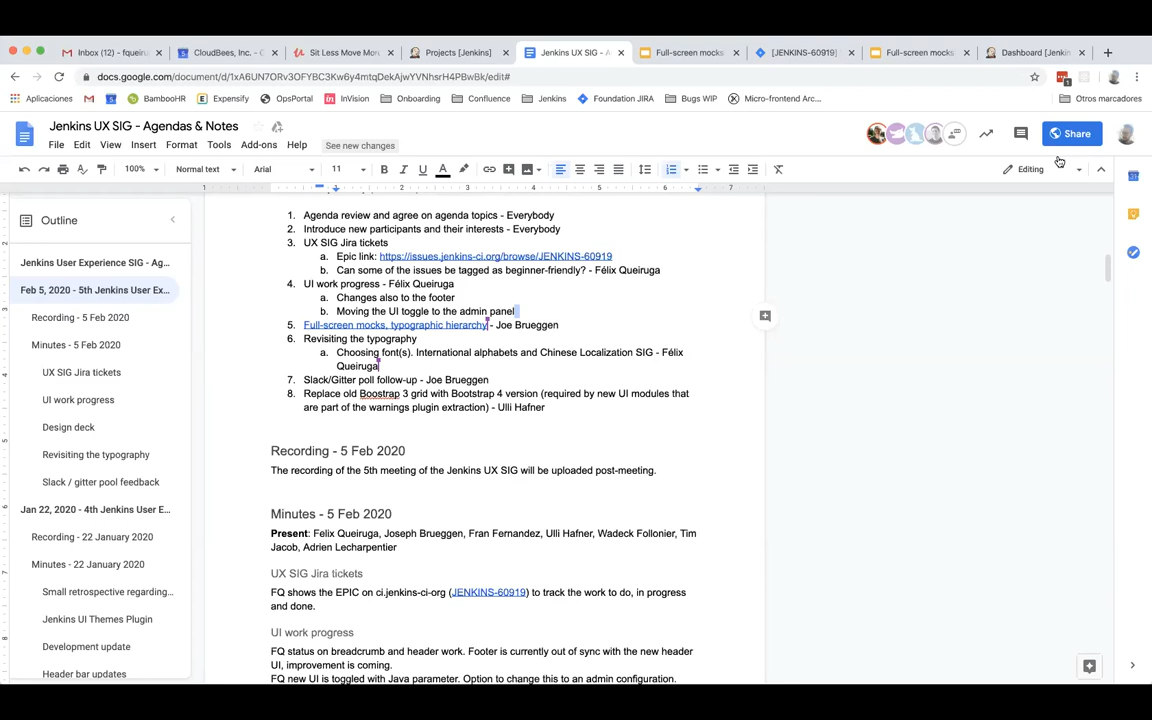 Inbox (12) - fqueiru
CloudBees, Inc. - C
Sit Less Move More
Projects [Jenkins]
Jenkins UX SIG - A
Full-screen mocks
[JENKINS-60919]
Full-screen mocks
Dashboard [Jenkin
docs.google.com/document/d/1xA6UN7ORv3OFYBC3Kw6y4mtqDekAjwYVNhsrH4PBwBk/edit#
Aplicaciones
BambooHR
Expensify
OpsPortal
InVision
Onboarding
Confluence
Jenkins
Foundation JIRA
Bugs WIP
Micro-frontend Arc...
Otros marcadores
Jenkins UX SIG - Agendas & Notes
File Edit View Insert Format Tools Add-ons Help See new changes
Share
100% Normal text Arial 11 Editing
1 1 2 3 4 5 6 7
Outline
Jenkins User Experience SIG - Ag...
Feb 5, 2020 - 5th Jenkins User Ex...
Recording - 5 Feb 2020
Minutes - 5 Feb 2020
UX SIG Jira tickets
UI work progress
Design deck
Revisiting the typography
Slack / gitter pool feedback
Jan 22, 2020 - 4th Jenkins User E...
Recording - 22 January 2020
Minutes - 22 January 2020
Small retrospective regarding...
Jenkins UI Themes Plugin
Development update
Header bar updates
1. Agenda review and agree on agenda topics - Everybody
2. Introduce new participants and their interests - Everybody
3. UX SIG Jira tickets
a. Epic link: https://issues.jenkins-ci.org/browse/JENKINS-60919
b. Can some of the issues be tagged as beginner-friendly? - Félix Queiruga
4. UI work progress - Félix Queiruga
a. Changes also to the footer
b. Moving the UI toggle to the admin panel
5. Full-screen mocks, typographic hierarchy - Joe Brueggen
6. Revisiting the typography
a. Choosing font(s). International alphabets and Chinese Localization SIG - Félix
Queiruga
7. Slack/Gitter poll follow-up - Joe Brueggen
8. Replace old Boostrap 3 grid with Bootstrap 4 version (required by new UI modules that
are part of the warnings plugin extraction) - Ulli Hafner
Recording - 5 Feb 2020
The recording of the 5th meeting of the Jenkins UX SIG will be uploaded post-meeting.
Minutes - 5 Feb 2020
Present: Felix Queiruga, Joseph Brueggen, Fran Fernandez, Ulli Hafner, Wadeck Follonier, Tim
Jacob, Adrien Lecharpentier
UX SIG Jira tickets
FQ shows the EPIC on ci.jenkins-ci-org (JENKINS-60919) to track the work to do, in progress
and done.
UI work progress
FQ status on breadcrumb and header work. Footer is currently out of sync with the new header
UI, improvement is coming.
FQ new UI is toggled with Java parameter. Option to change this to an admin configuration.